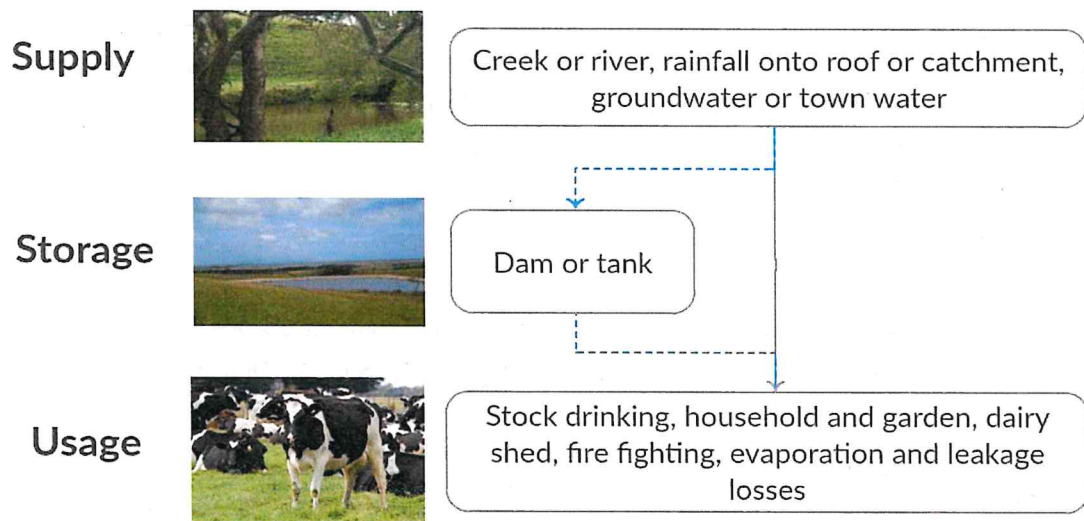 Supply
Creek or river, rainfall onto roof or catchment,
groundwater or town water
Storage
Dam or tank
Usage
Stock drinking, household and garden, dairy
shed, fire fighting, evaporation and leakage
losses